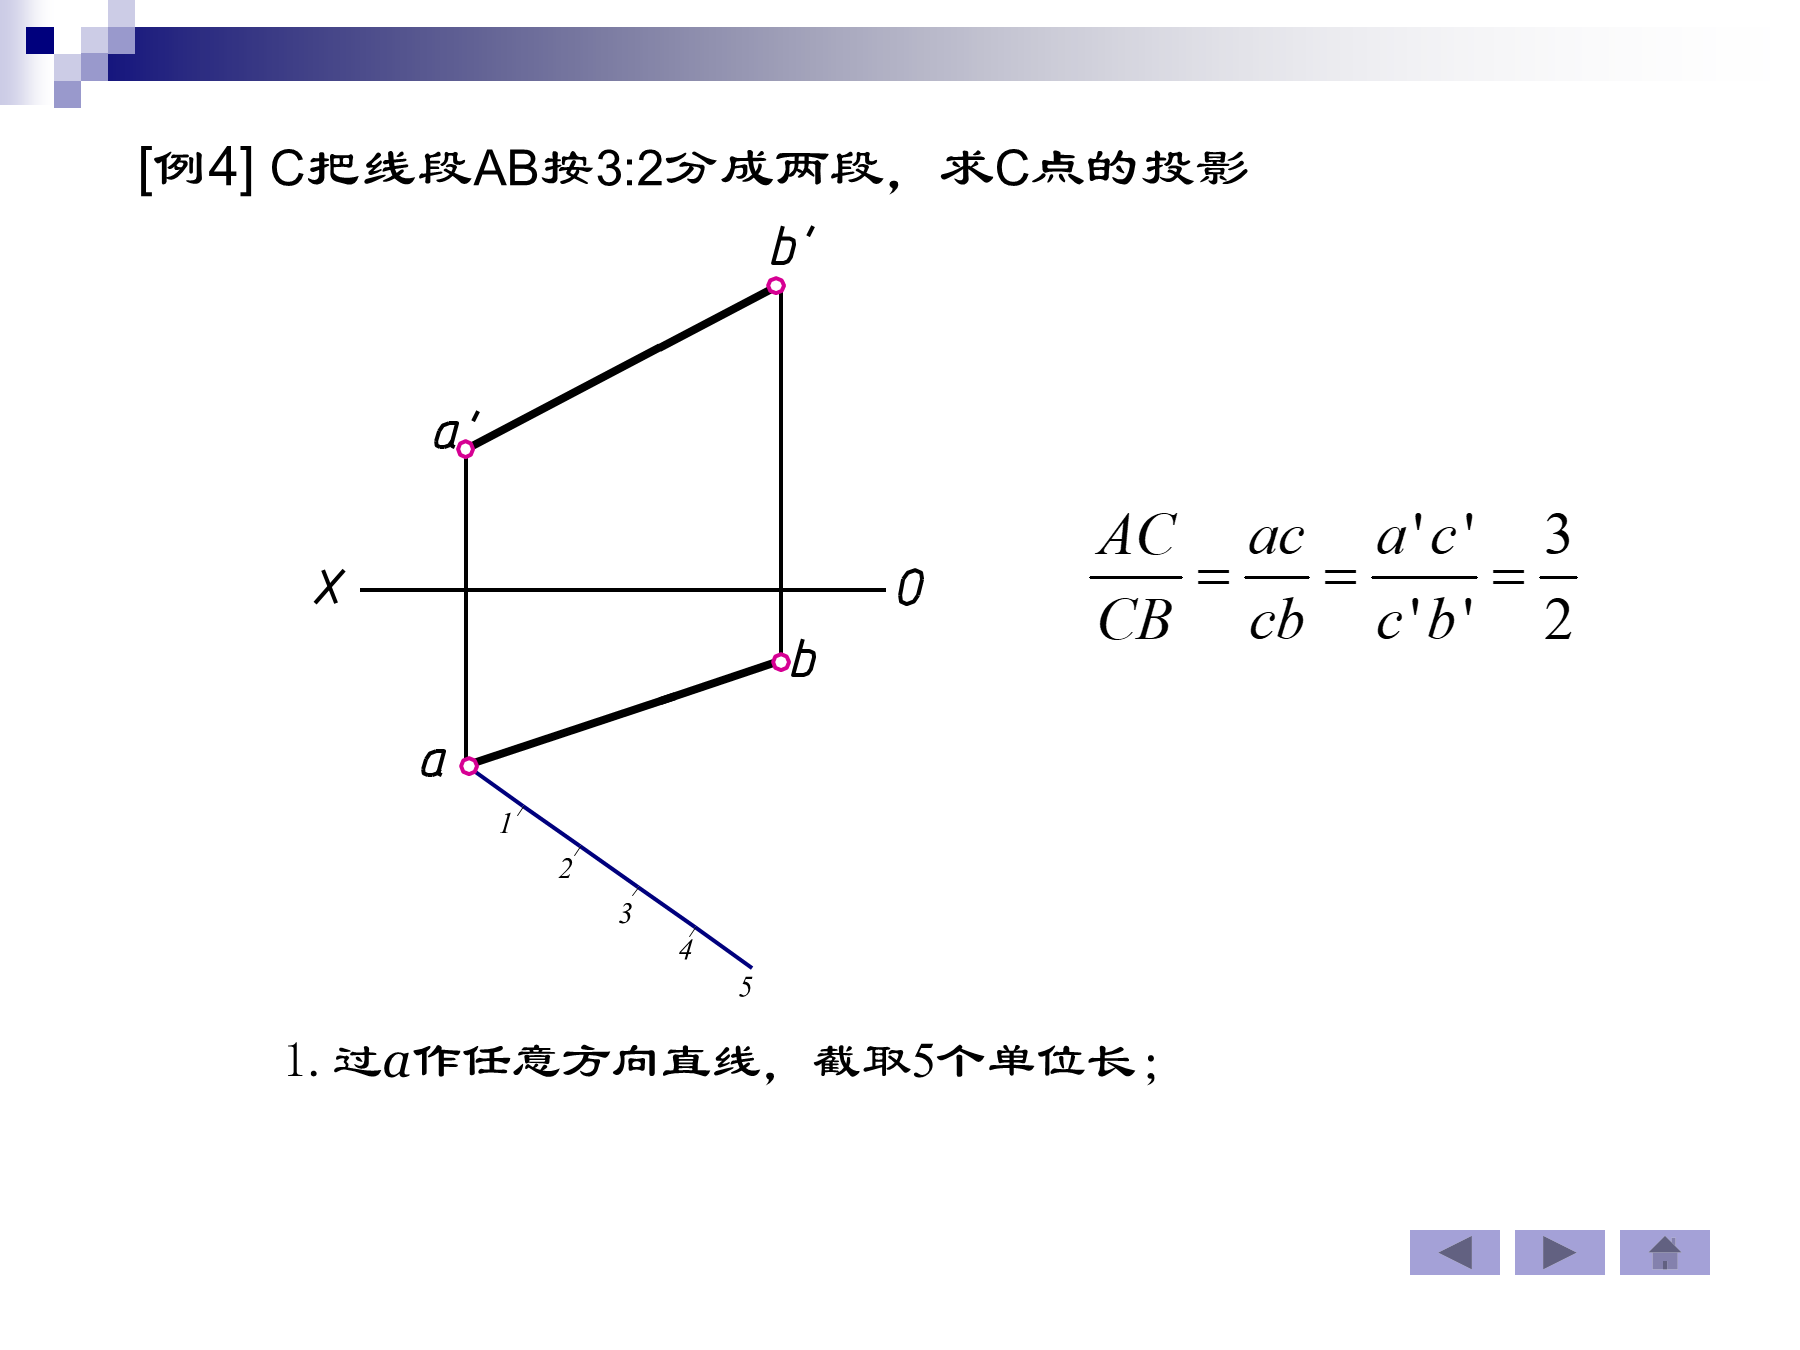 [例4] C把线段AB按3:2分成两段，求C点的投影
b'
a'
X
O
b
a
1
2
3
4
5
AC/CB = ac/cb = a'c'/c'b' = 3/2
1. 过a作任意方向直线，截取5个单位长；